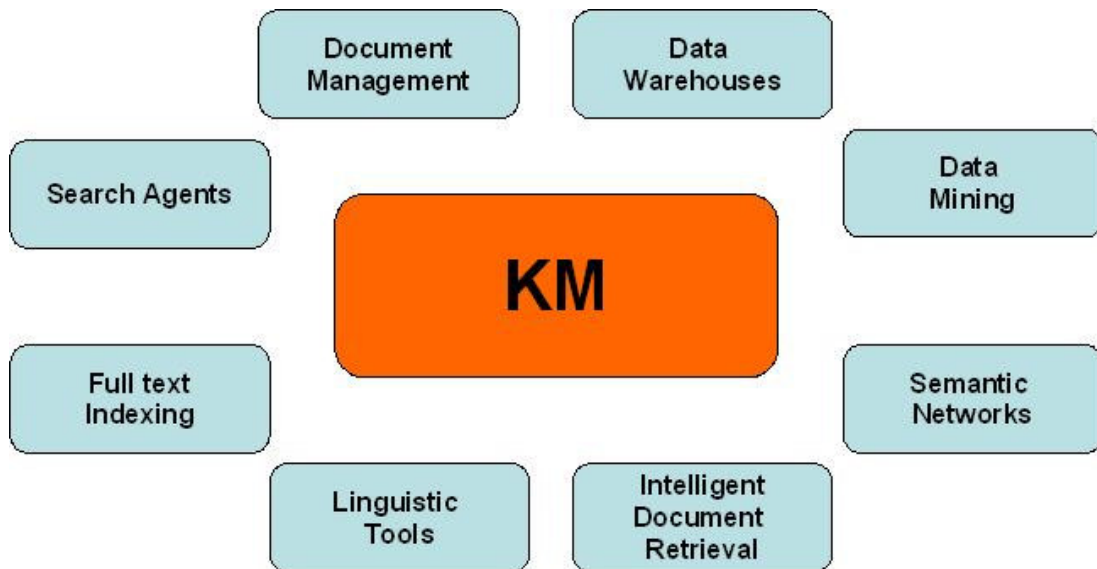 Document
Management
Data
Warehouses
Search Agents
Data
Mining
KM
Full text
Indexing
Semantic
Networks
Linguistic
Tools
Intelligent
Document
Retrieval